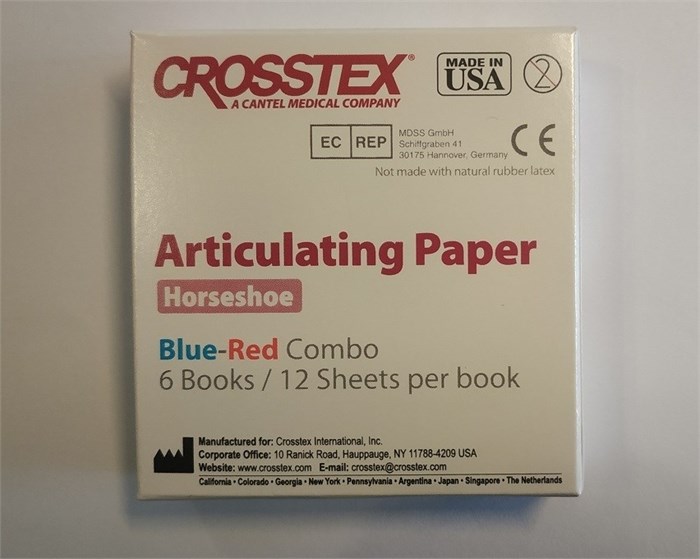 CROSSTEX®
A CANTEL MEDICAL COMPANY
MADE IN
USA
2
EC REP
MDSS GmbH
Schiffgraben 41
30175 Hannover, Germany
CE
Not made with natural rubber latex
Articulating Paper
Horseshoe
Blue-Red Combo
6 Books / 12 Sheets per book
Manufactured for: Crosstex International, Inc.
Corporate Office: 10 Ranick Road, Hauppauge, NY 11788-4209 USA
Website: www.crosstex.com E-mail: crosstex@crosstex.com
California • Colorado • Georgia • New York • Pennsylvania • Argentina • Japan • Singapore • The Netherlands